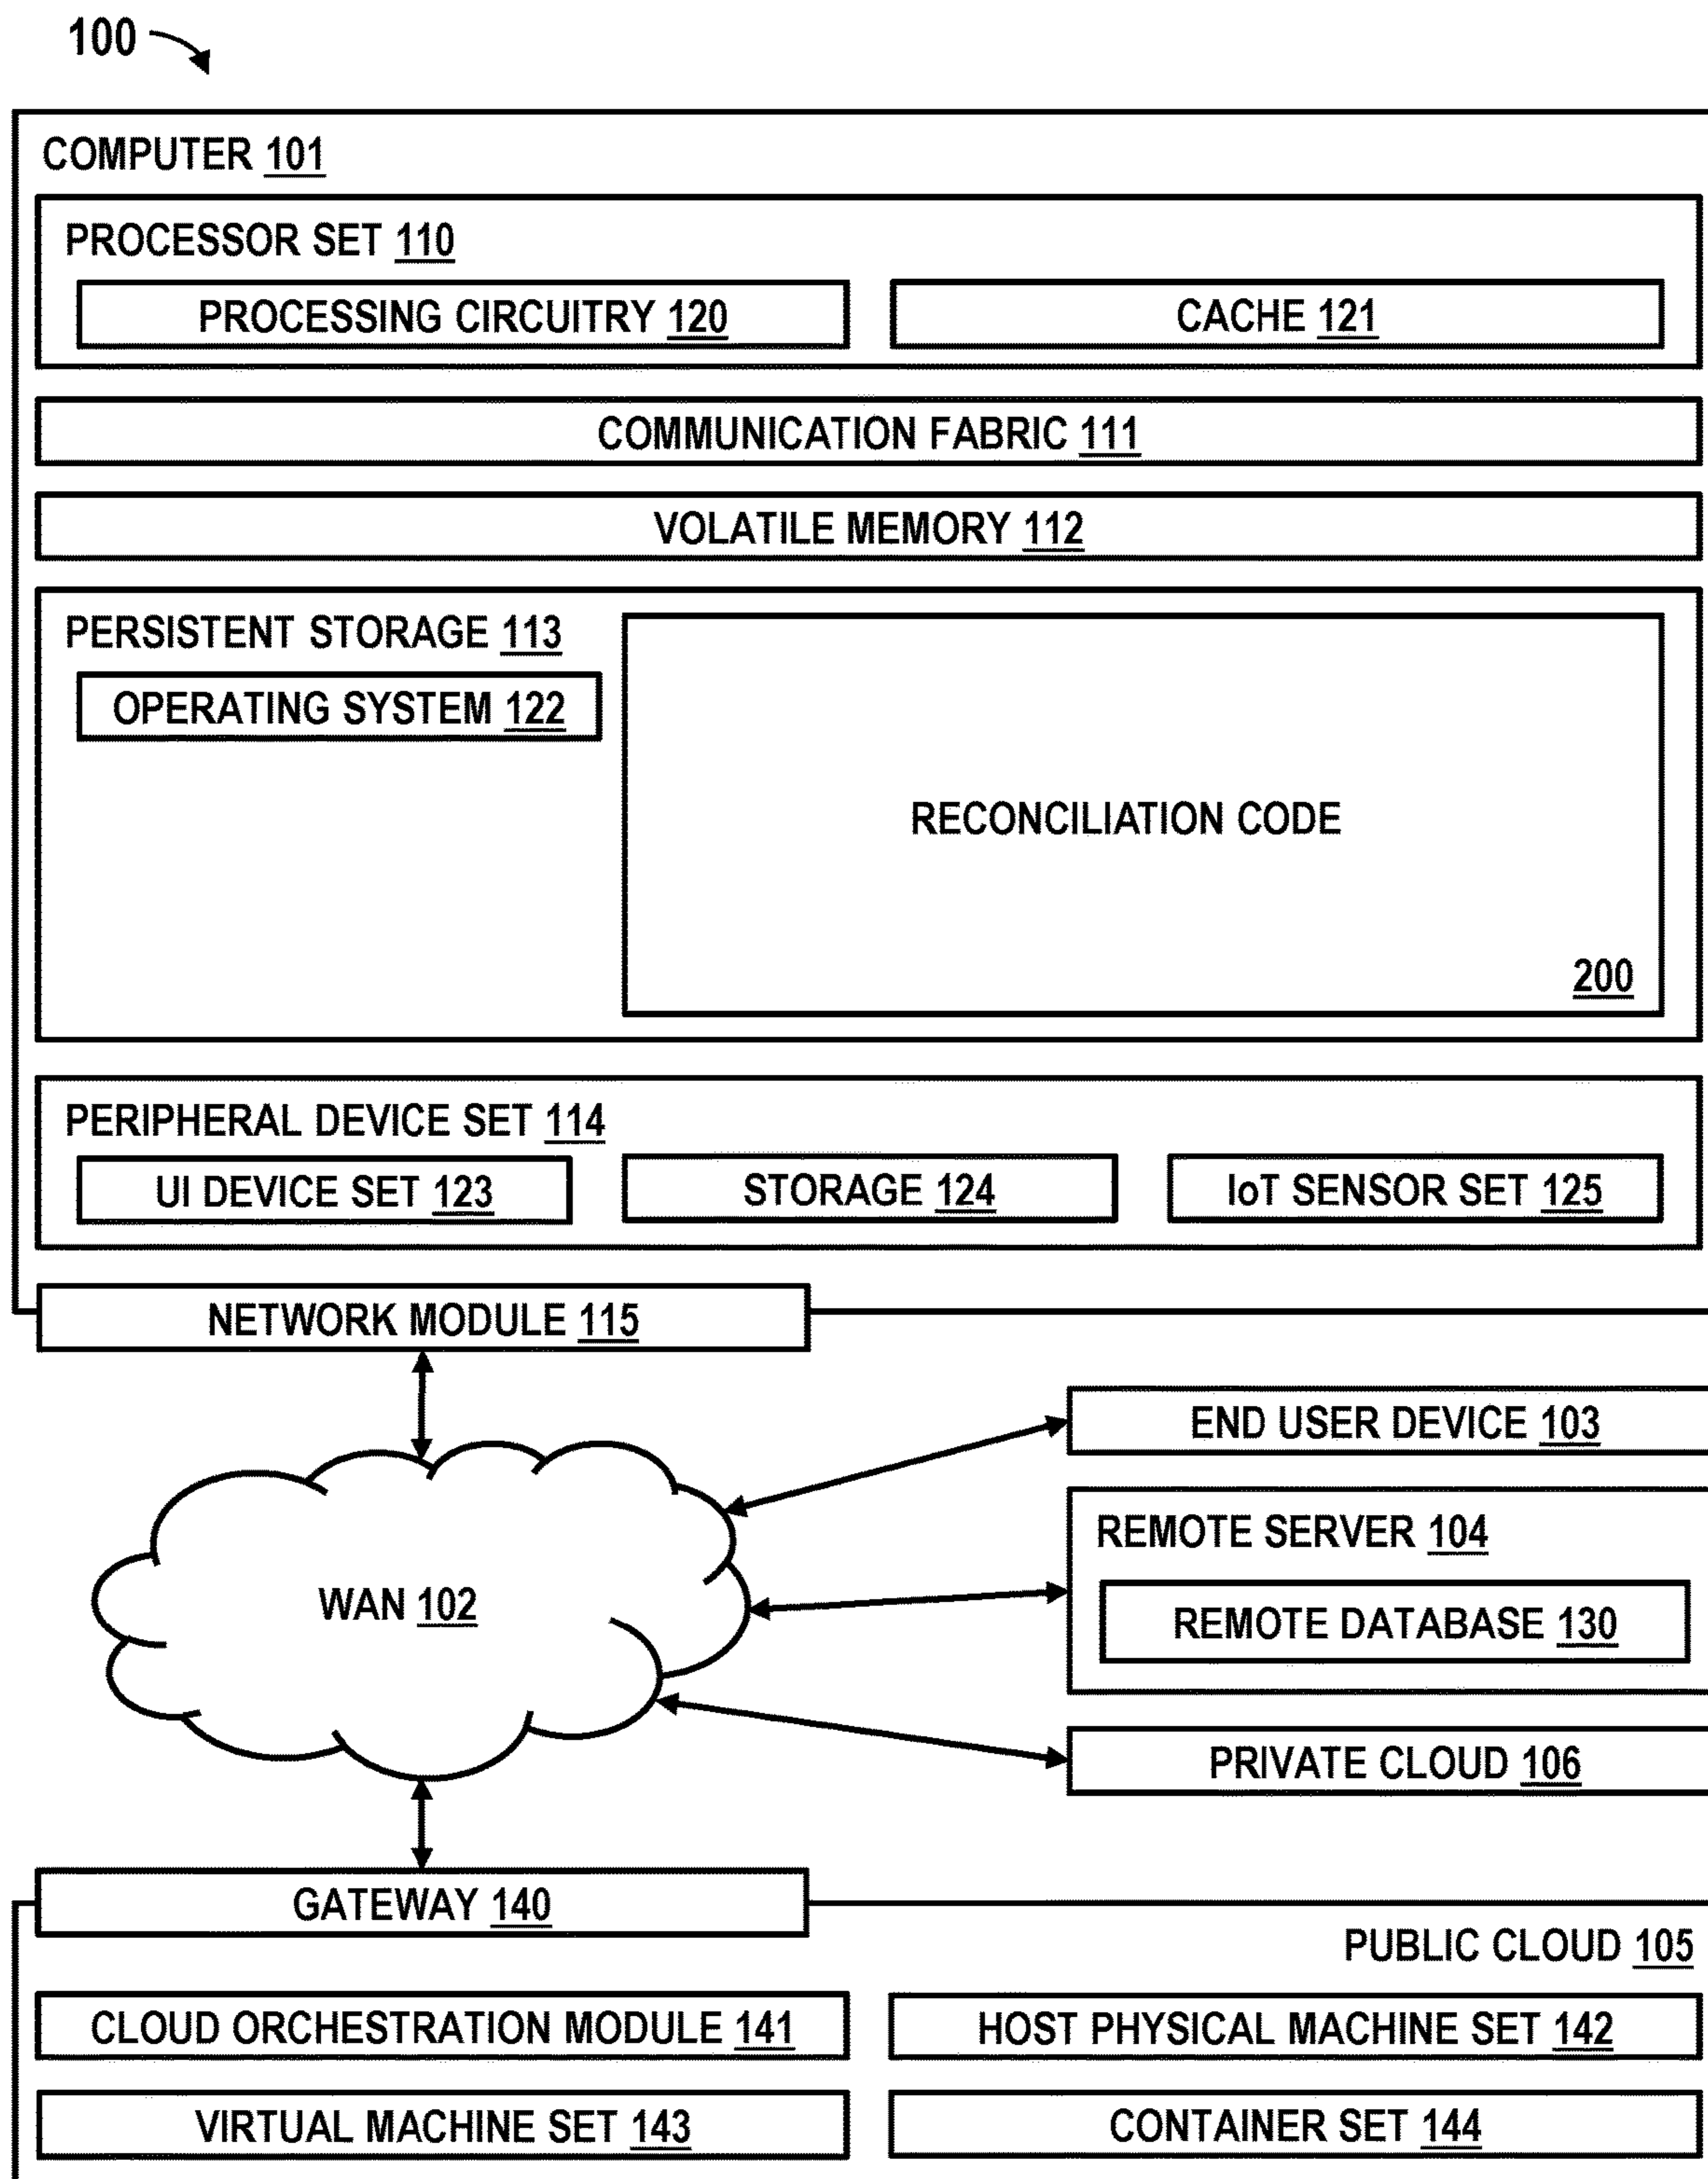 100
COMPUTER 101
PROCESSOR SET 110
PROCESSING CIRCUITRY 120
CACHE 121
COMMUNICATION FABRIC 111
VOLATILE MEMORY 112
PERSISTENT STORAGE 113
OPERATING SYSTEM 122
RECONCILIATION CODE
200
PERIPHERAL DEVICE SET 114
UI DEVICE SET 123
STORAGE 124
IoT SENSOR SET 125
NETWORK MODULE 115
END USER DEVICE 103
REMOTE SERVER 104
WAN 102
REMOTE DATABASE 130
PRIVATE CLOUD 106
GATEWAY 140
PUBLIC CLOUD 105
CLOUD ORCHESTRATION MODULE 141
HOST PHYSICAL MACHINE SET 142
VIRTUAL MACHINE SET 143
CONTAINER SET 144